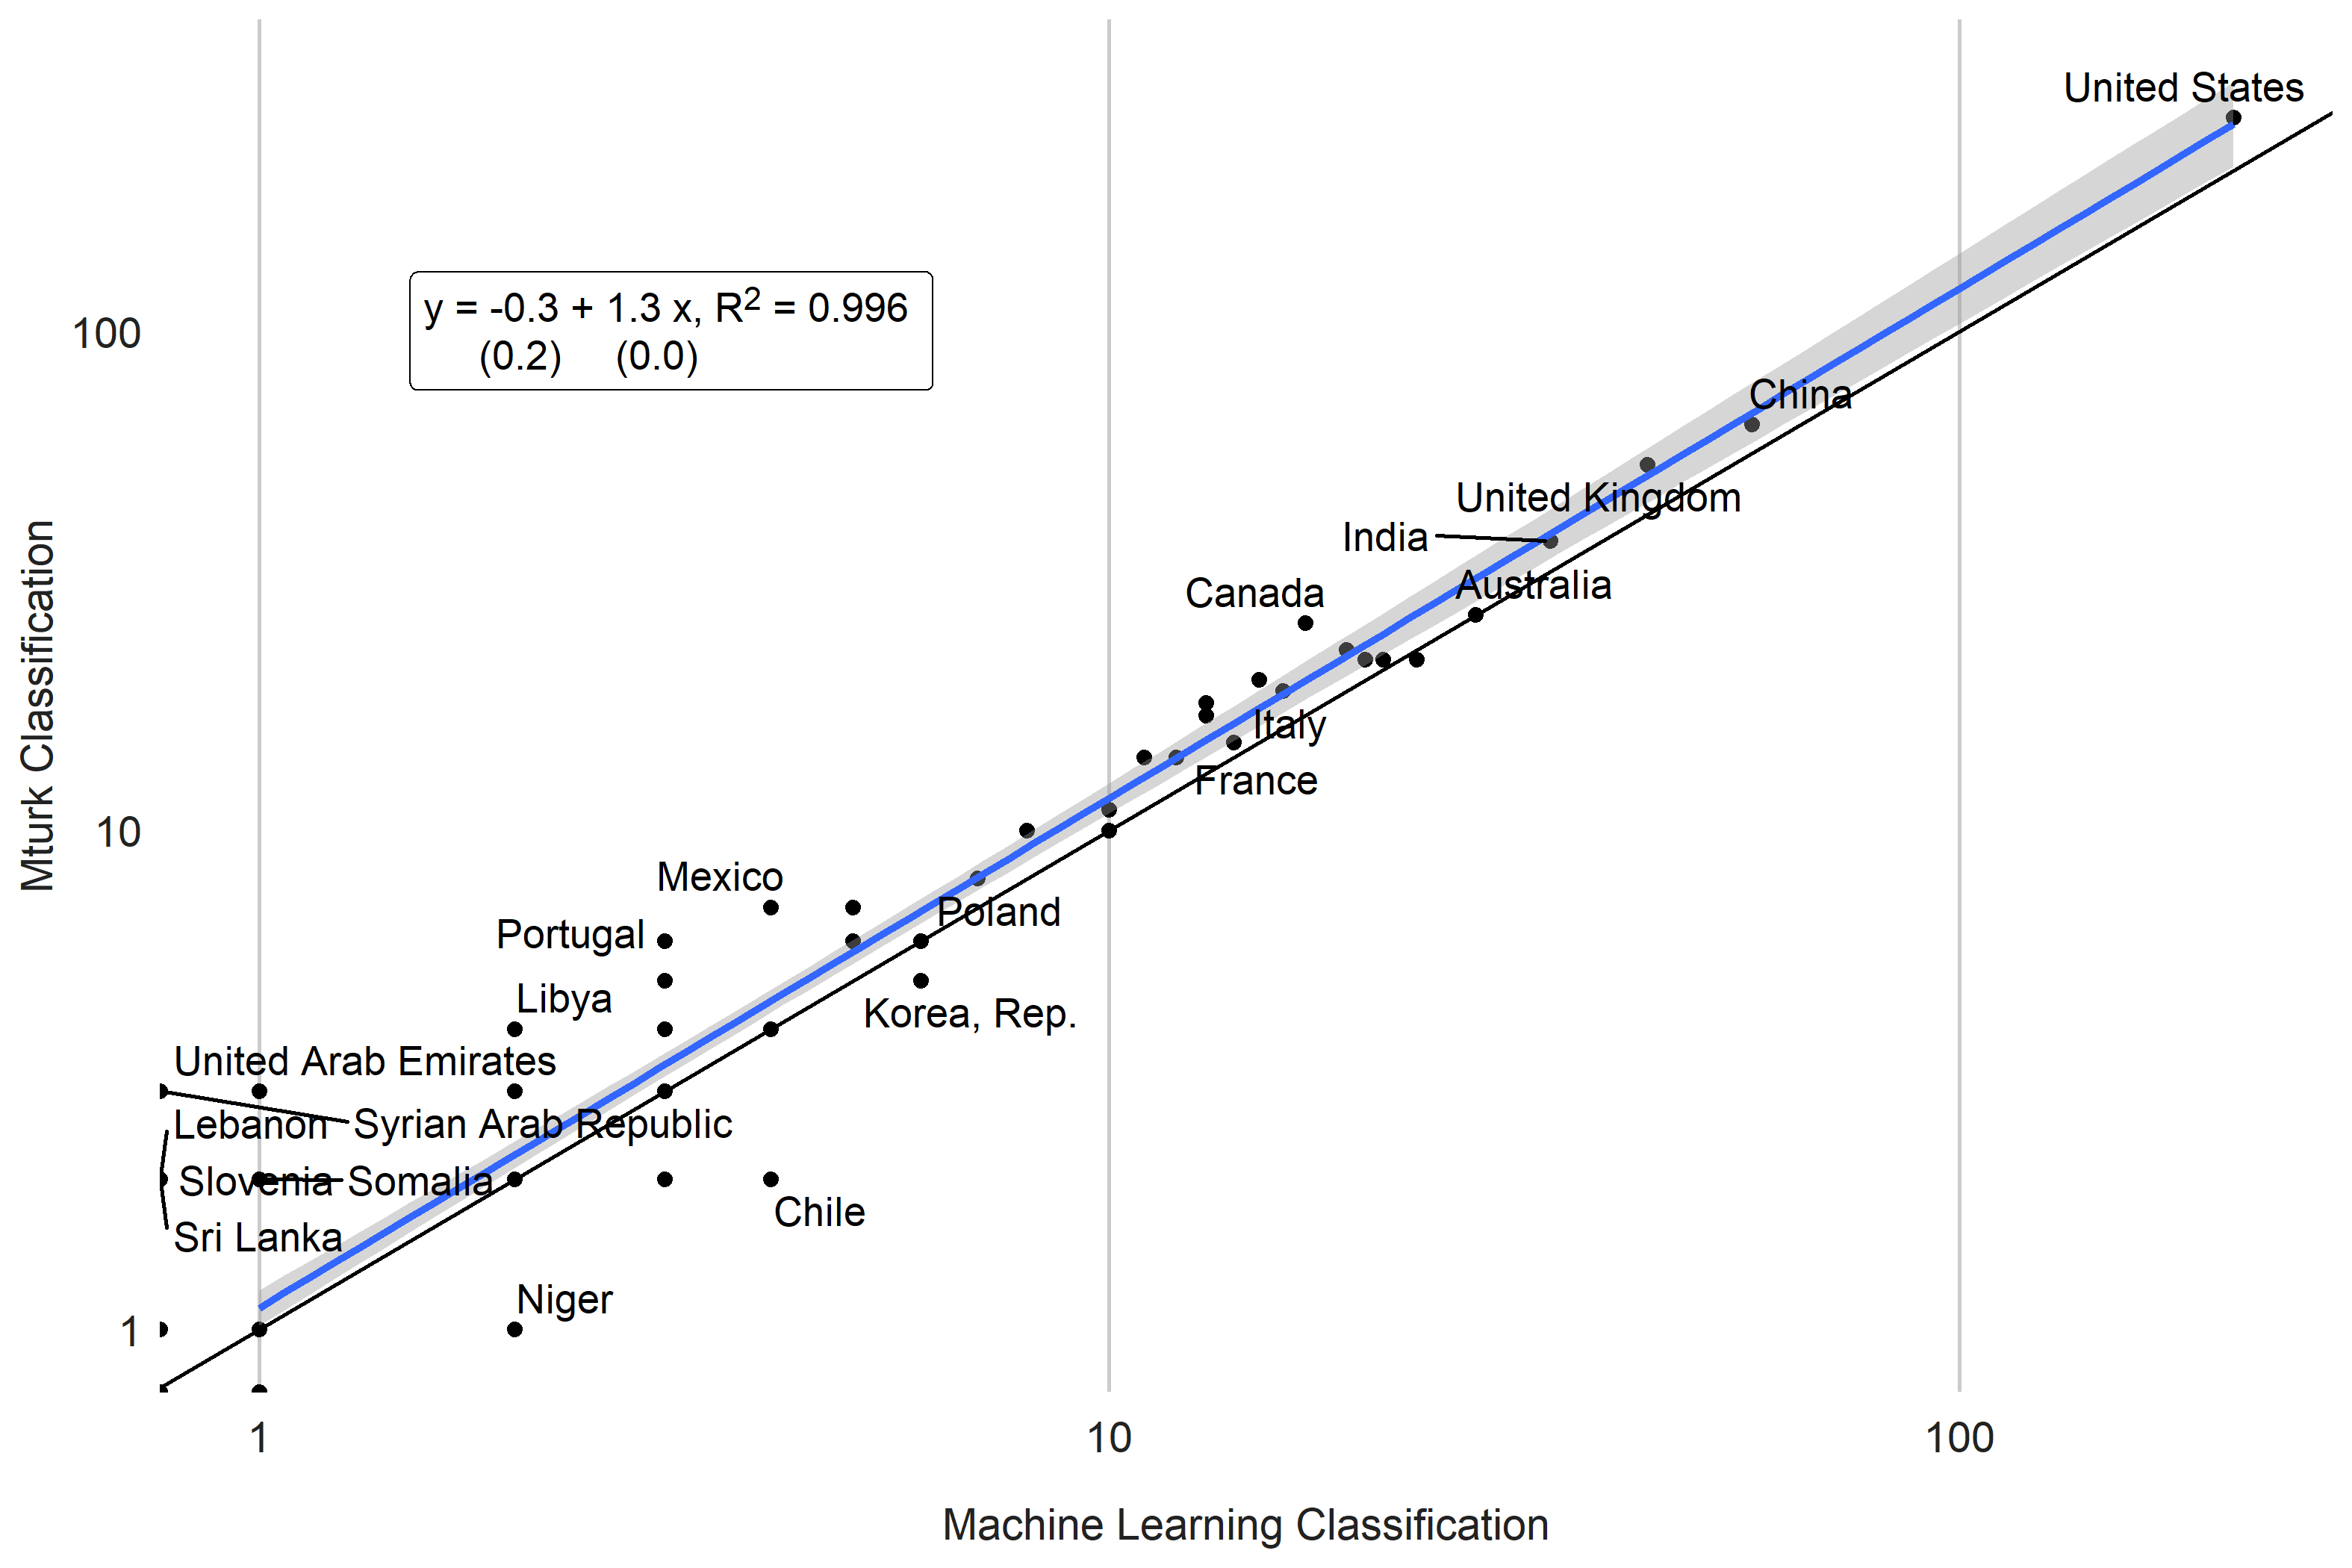 United States
y = -0.3 + 1.3 x, R² = 0.996
(0.2) (0.0)
100
China
United Kingdom
India
Australia
Canada
Italy
France
10
Mexico
Poland
Portugal
Libya
Korea, Rep.
United Arab Emirates
Lebanon
Syrian Arab Republic
Slovenia
Somalia
Chile
Sri Lanka
Niger
1
1
10
100
Machine Learning Classification
Mturk Classification